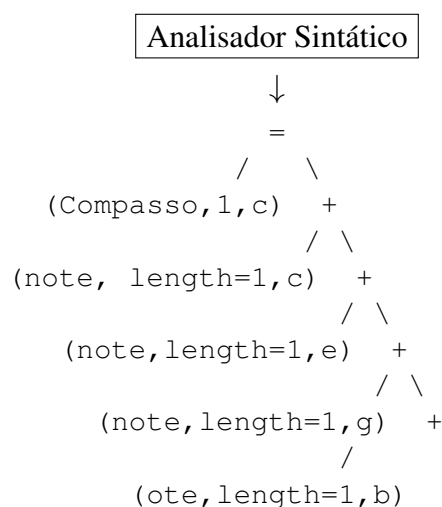 Analisador Sintático
↓
=
/ \
(Compasso,1,c) +
/ \
(note, length=1,c) +
/ \
(note,length=1,e) +
/ \
(note,length=1,g) +
/
(ote,length=1,b)